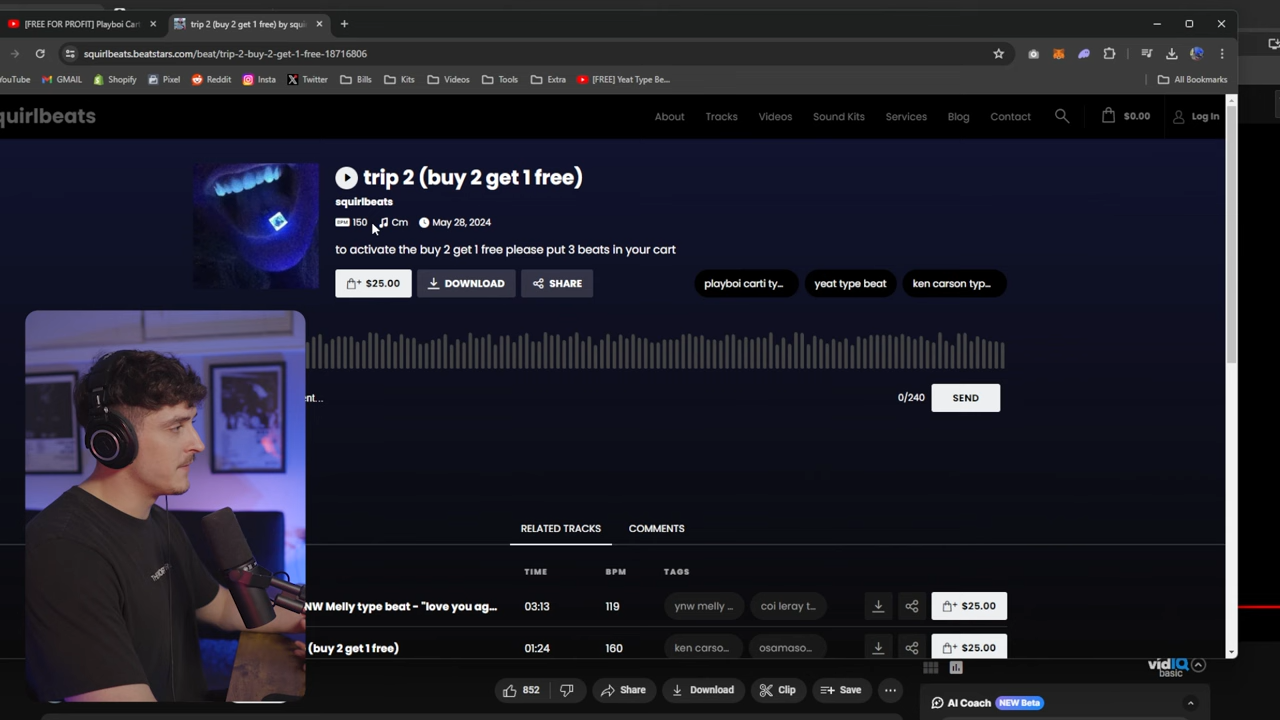 [FREE FOR PROFIT] Playboi Cart
trip 2 (buy 2 get 1 free) by squi
squirlbeats.beatstars.com/beat/trip-2-buy-2-get-1-free-18716806
YouTube GMAIL Shopify Pixel Reddit Insta Twitter Bills Kits Videos Tools Extra [FREE] Yeat Type Be... All Bookmarks
quirlbeats About Tracks Videos Sound Kits Services Blog Contact $0.00 Log In
trip 2 (buy 2 get 1 free)
squirlbeats
BPM 150 Cm May 28, 2024
to activate the buy 2 get 1 free please put 3 beats in your cart
$25.00 DOWNLOAD SHARE playboi carti ty... yeat type beat ken carson typ...
nt... 0/240 SEND
RELATED TRACKS COMMENTS
TIME BPM TAGS
NW Melly type beat - "love you ag... 03:13 119 ynw melly ... coi leray t... $25.00
(buy 2 get 1 free) 01:24 160 ken carso... osamaso... $25.00
852 Share Download Clip Save ...
vidIQ
basic
AI Coach NEW Beta